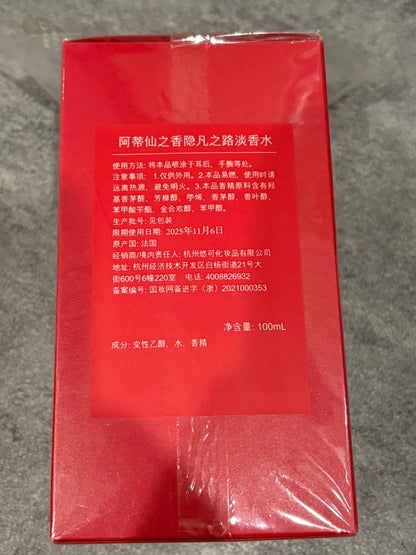 阿蒂仙之香隐凡之路淡香水
使用方法: 将本品喷涂于耳后, 手腕等处。
注意事项: 1.仅供外用。2.本品易燃, 使用时请
远离热源, 避免明火。3.本品香精原料含有羟
基香茅醇、芳樟醇、苧烯、香茅醇、香叶醇、
苯甲酸苄酯、金合欢醇、苯甲醇。
生产批号: 见包装
限期使用日期: 2025年11月6日
原产国: 法国
经销商/境内责任人: 杭州悠可化妆品有限公司
地址: 杭州经济技术开发区白杨街道21号大
街600号6幢220室 电话: 4008826932
备案编号: 国妆网备进字 (浙) 2021000353
净含量: 100mL
成分: 变性乙醇、水、香精